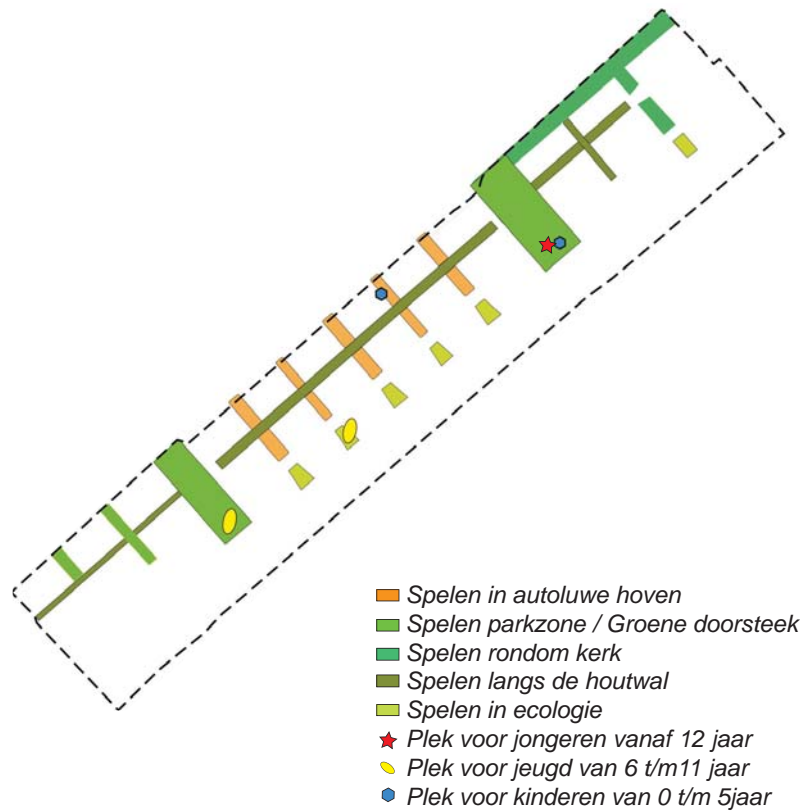 Spelen in autoluwe hoven
Spelen parkzone / Groene doorsteek
Spelen rondom kerk
Spelen langs de houtwal
Spelen in ecologie
Plek voor jongeren vanaf 12 jaar
Plek voor jeugd van 6 t/m11 jaar
Plek voor kinderen van 0 t/m 5jaar